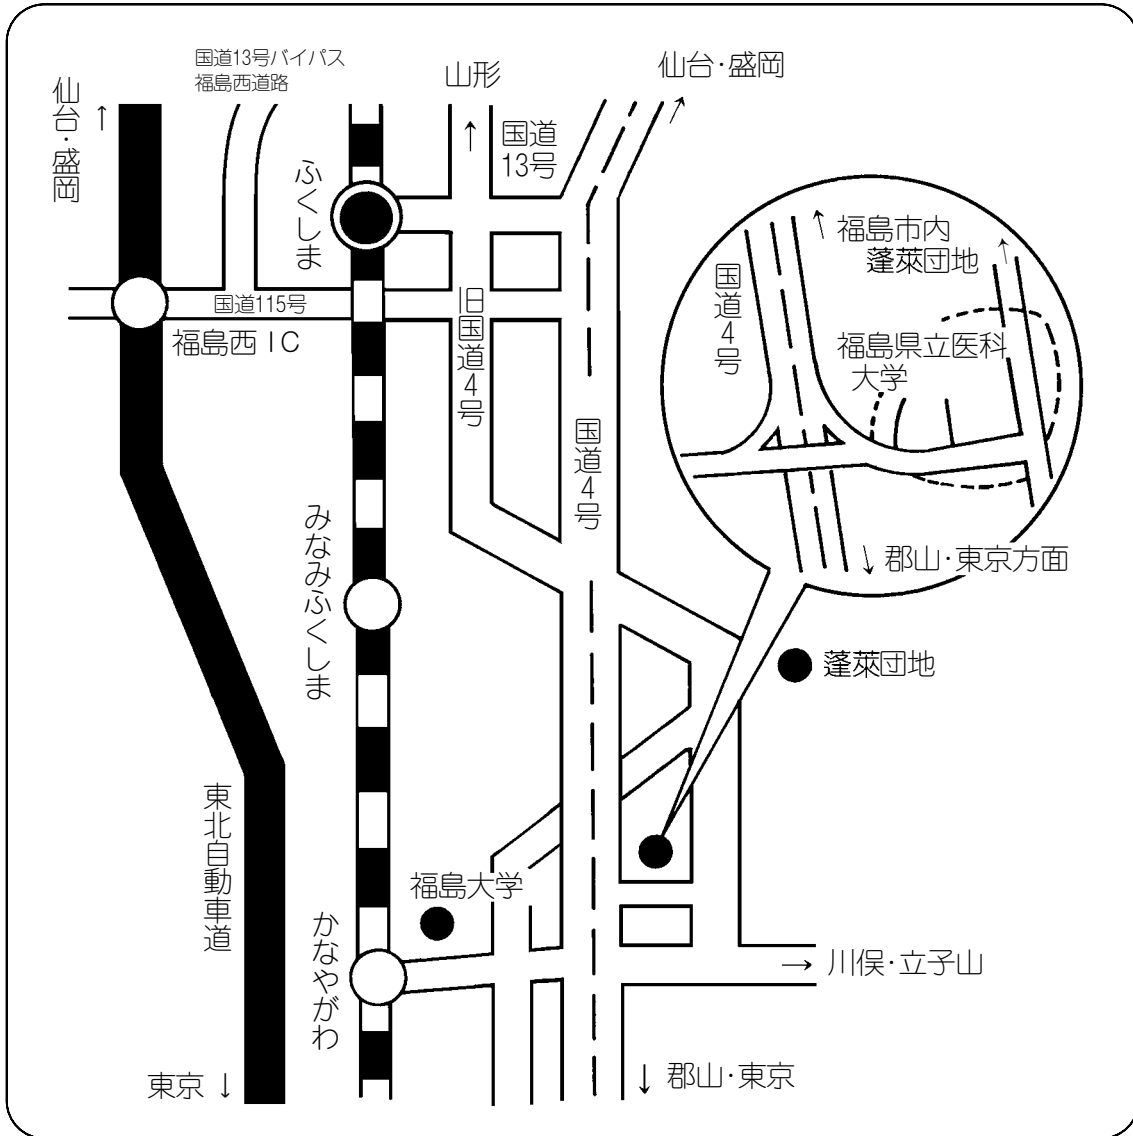 国道13号バイパス
福島西道路
山形
仙台・盛岡
仙台・盛岡
↑
↑
↑
国道
13号
ふくしま
国道115号
福島西IC
旧国道4号
国道4号
国道4号
↑
福島市内
蓬萊団地
↑
福島県立医科
大学
↓
郡山・東京方面
みなみふくしま
蓬萊団地
東北自動車道
福島大学
かなやがわ
→ 川俣・立子山
東京 ↓
↓ 郡山・東京